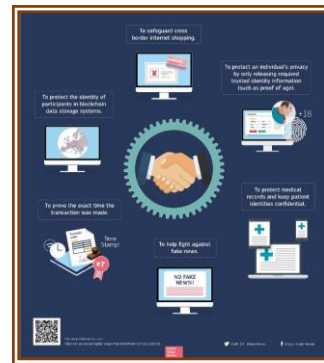 To safeguard cross
border internet shopping.
To protect an individual's privacy
by only releasing required
trusted identity information
(such as proof of age).
+18
To protect the identity of
participants in blockchain
data storage systems.
To protect medical
records and keep patient
identities confidential.
To prove the exact time the
transaction was made.
Time
Stamp!
To help fight against
fake news.
NO FAKE
NEWS!!